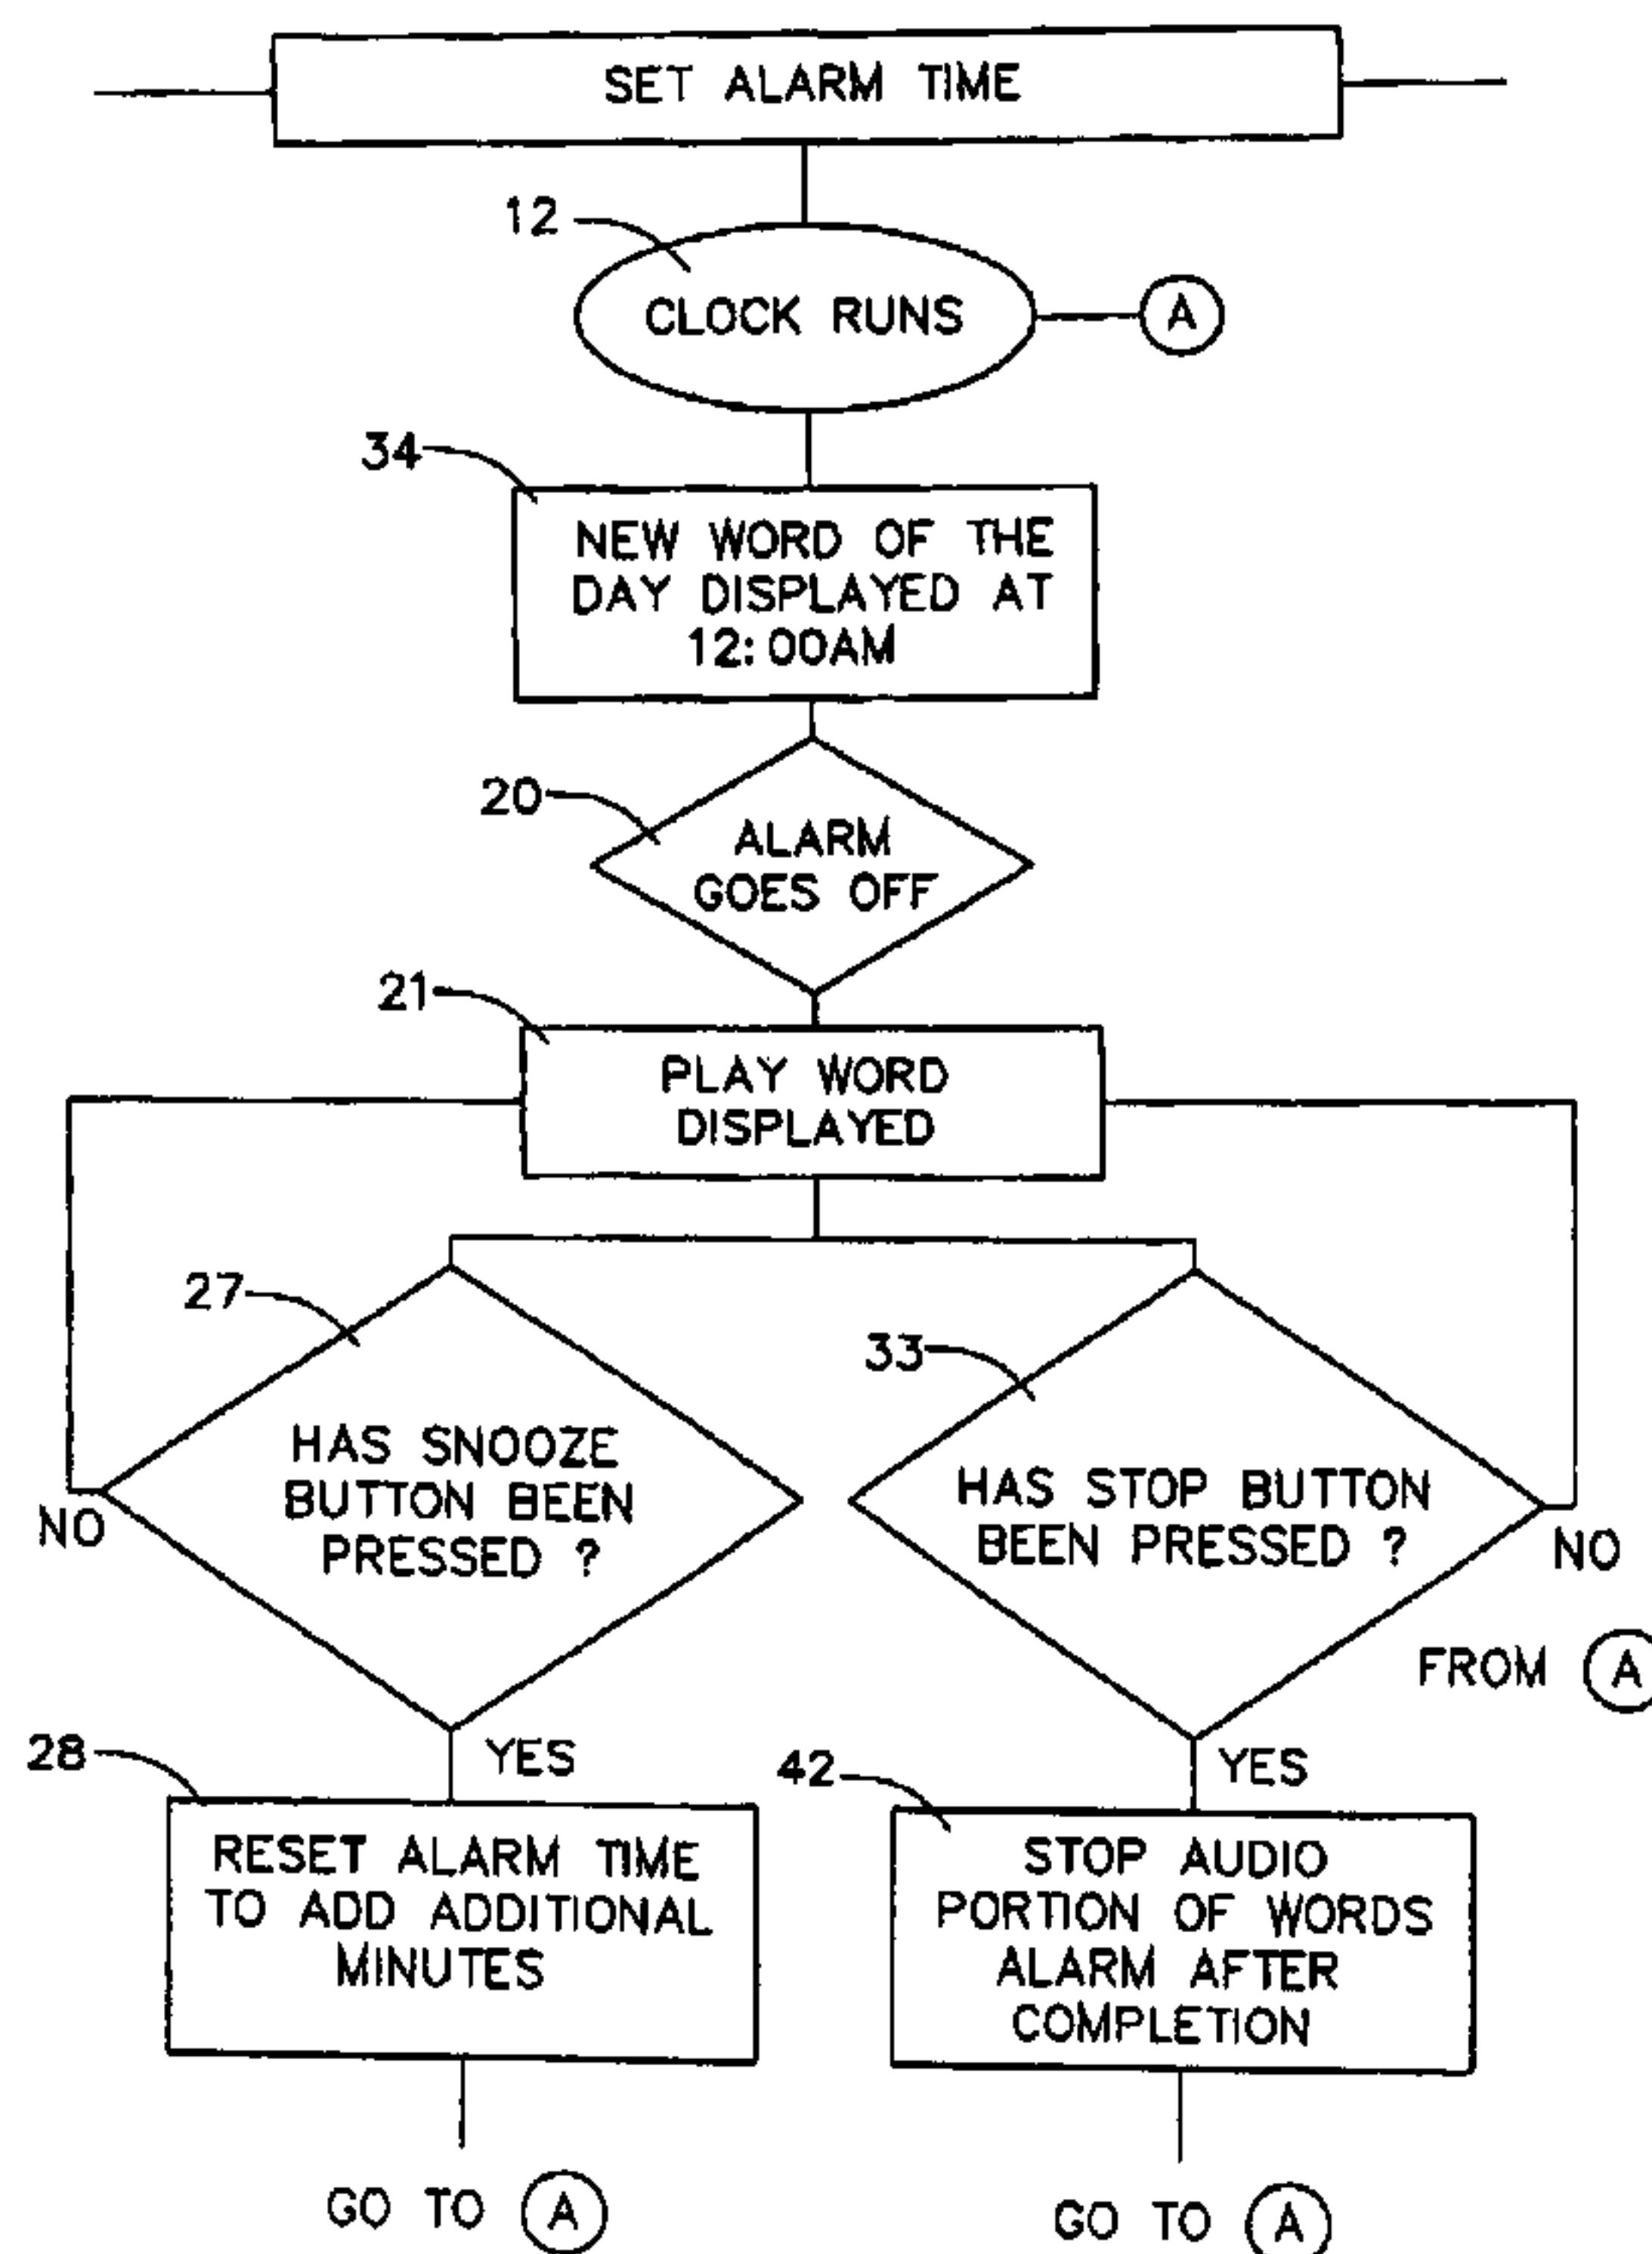 SET ALARM TIME
12
CLOCK RUNS
A
34
NEW WORD OF THE
DAY DISPLAYED AT
12:00AM
20
ALARM
GOES OFF
21
PLAY WORD
DISPLAYED
27
HAS SNOOZE
BUTTON BEEN
PRESSED ?
NO
33
HAS STOP BUTTON
BEEN PRESSED ?
NO
FROM A
28
YES
RESET ALARM TIME
TO ADD ADDITIONAL
MINUTES
GO TO A
42
YES
STOP AUDIO
PORTION OF WORDS
ALARM AFTER
COMPLETION
GO TO A